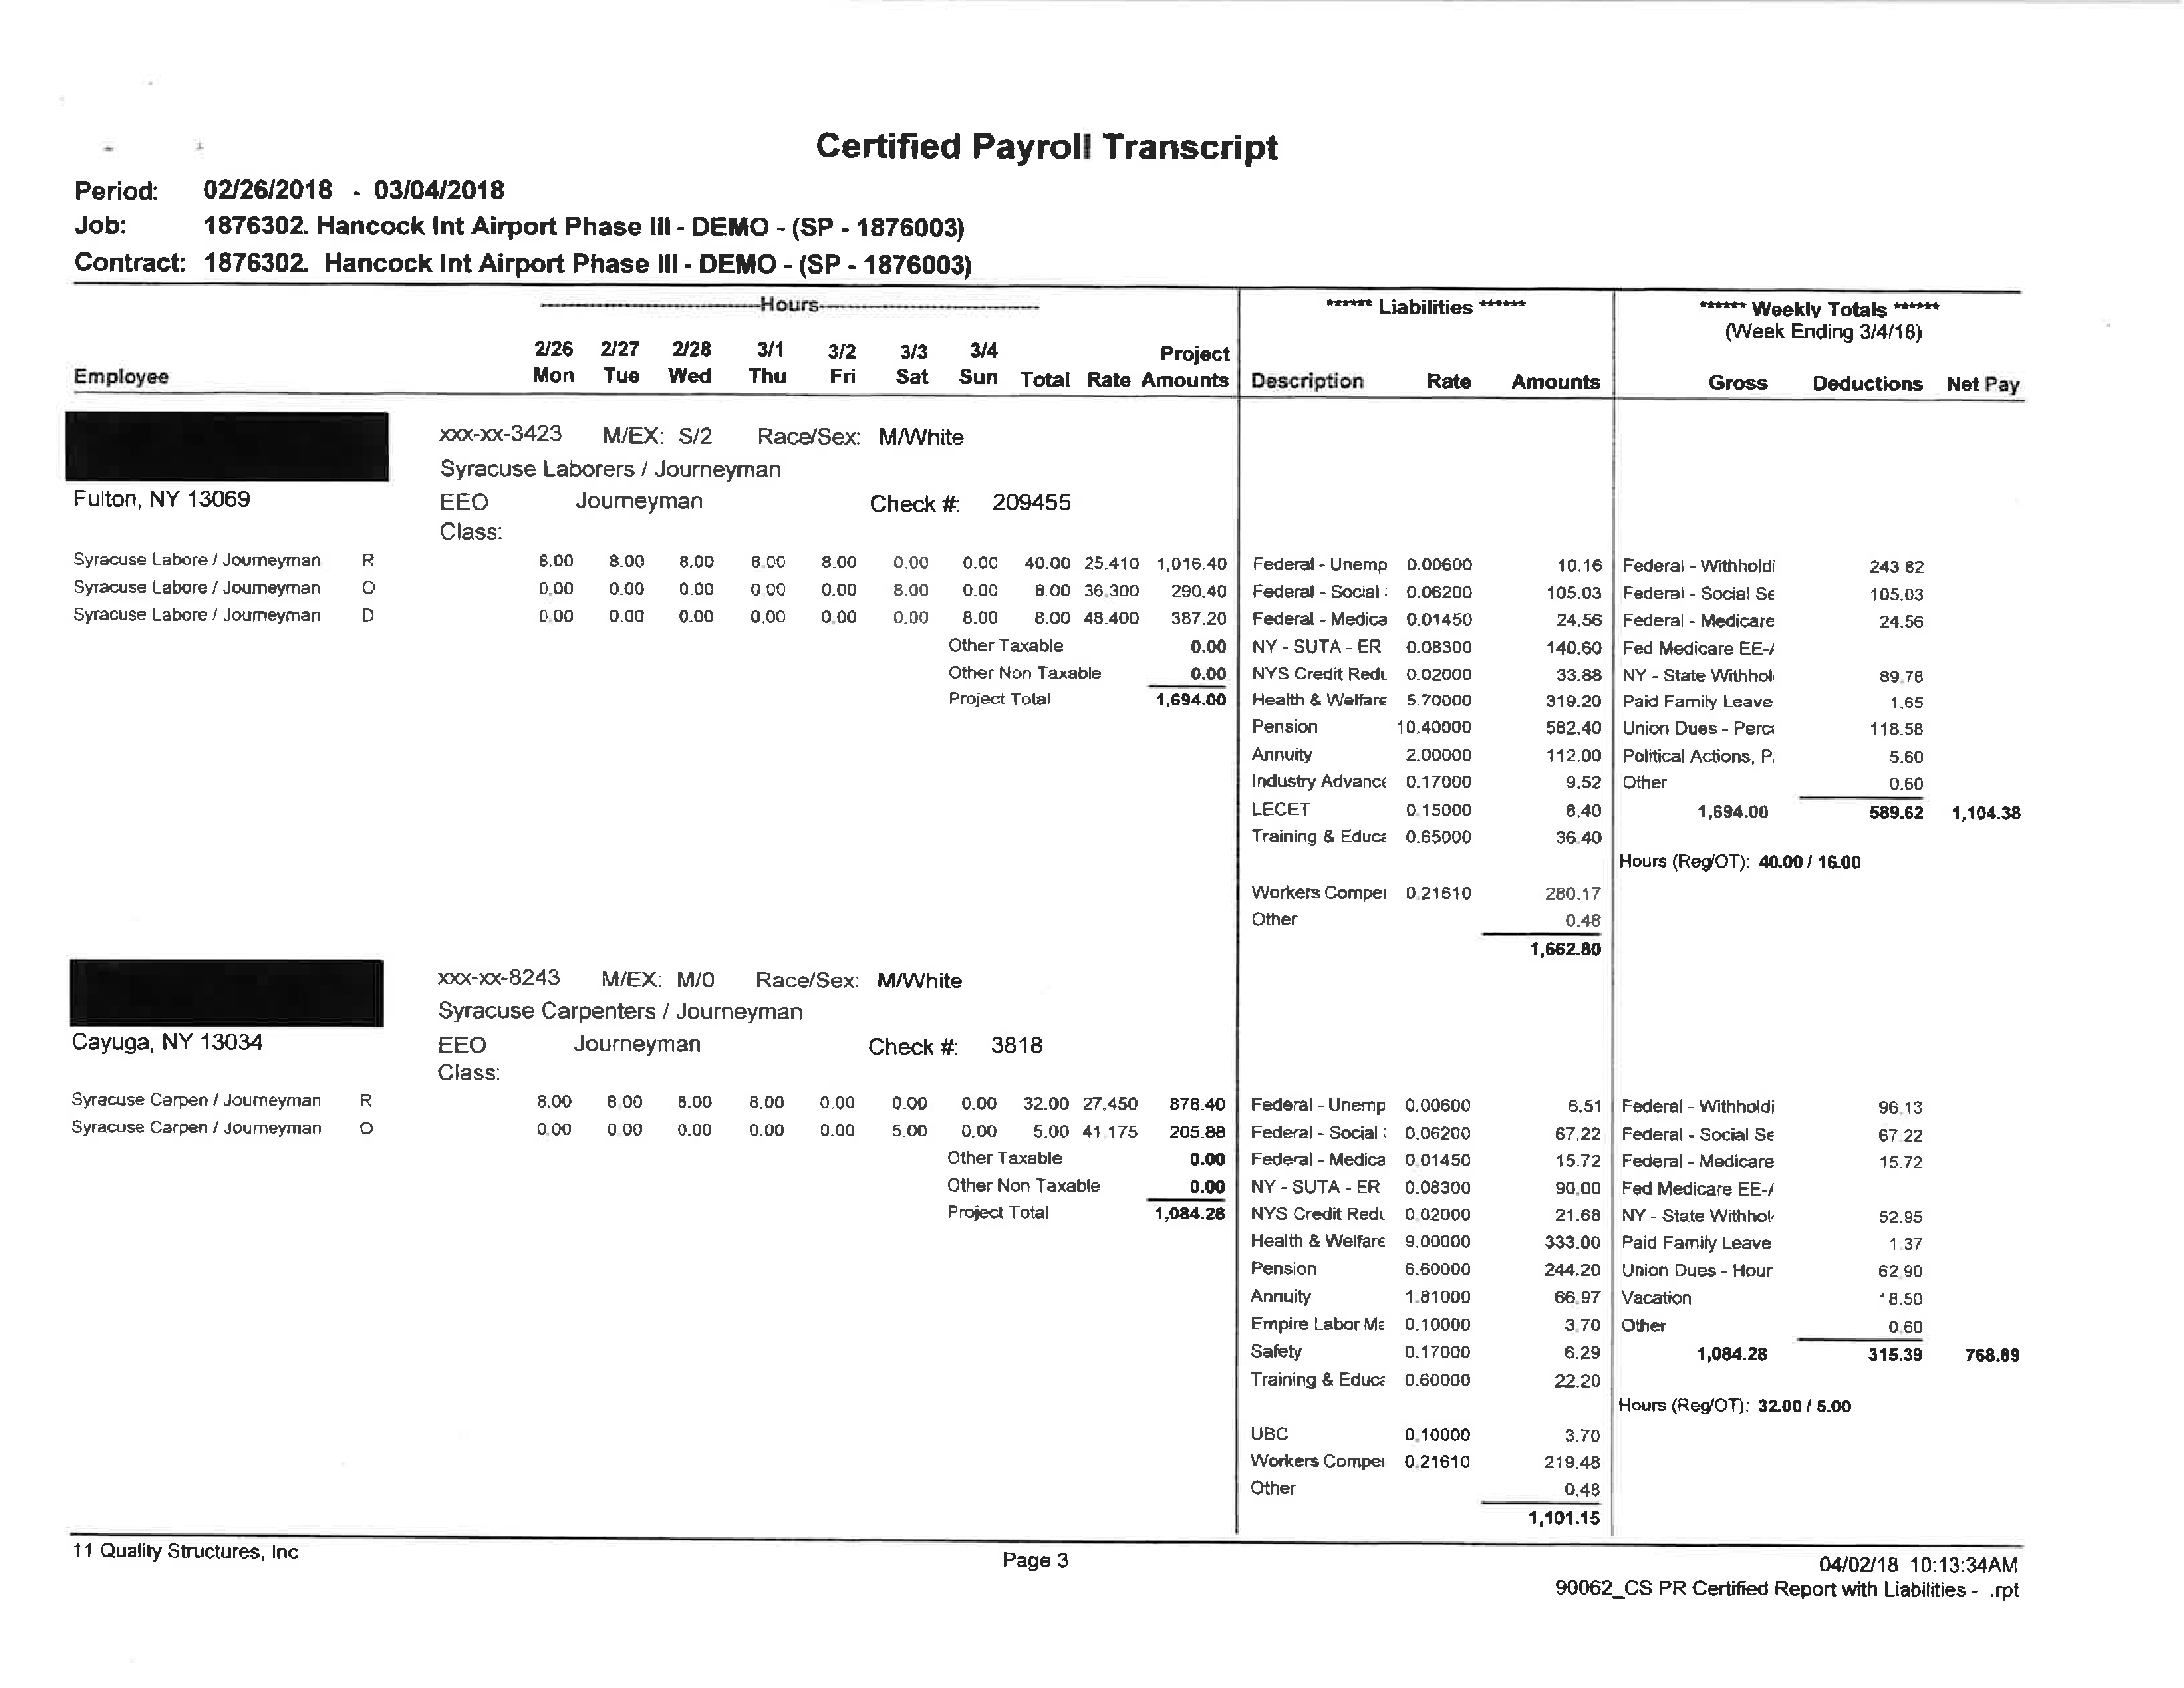 Certified Payroll Transcript
Period: 02/26/2018 - 03/04/2018
Job: 1876302. Hancock Int Airport Phase III - DEMO - (SP - 1876003)
Contract: 1876302. Hancock Int Airport Phase III - DEMO - (SP - 1876003)
Hours ****** Liabilities ****** ****** Weekly Totals ******
(Week Ending 3/4/18)
2/26 2/27 2/28 3/1 3/2 3/3 3/4 Project
Employee Mon Tue Wed Thu Fri Sat Sun Total Rate Amounts Description Rate Amounts Gross Deductions Net Pay
xxx-xx-3423 M/EX: S/2 Race/Sex: M/White
Syracuse Laborers / Journeyman
Fulton, NY 13069 EEO Journeyman Check #: 209455
Class:
Syracuse Labore / Journeyman R 8.00 8.00 8.00 8.00 8.00 0.00 0.00 40.00 25.410 1,016.40 Federal - Unemp 0.00600 10.16 Federal - Withholdi 243.82
Syracuse Labore / Journeyman O 0.00 0.00 0.00 0.00 0.00 8.00 0.00 8.00 36.300 290.40 Federal - Social : 0.06200 105.03 Federal - Social Se 105.03
Syracuse Labore / Journeyman D 0.00 0.00 0.00 0.00 0.00 0.00 8.00 8.00 48.400 387.20 Federal - Medica 0.01450 24.56 Federal - Medicare 24.56
Other Taxable 0.00 NY - SUTA - ER 0.08300 140.60 Fed Medicare EE-A
Other Non Taxable 0.00 NYS Credit Redu 0.02000 33.88 NY - State Withhol 89.78
Project Total 1,694.00 Health & Welfare 5.70000 319.20 Paid Family Leave 1.65
Pension 10.40000 582.40 Union Dues - Perce 118.58
Annuity 2.00000 112.00 Political Actions, P. 5.60
Industry Advance 0.17000 9.52 Other 0.60
LECET 0.15000 8.40 1,694.00 589.62 1,104.38
Training & Educa 0.65000 36.40
Hours (Reg/OT): 40.00 / 16.00
Workers Compe 0.21610 280.17
Other 0.48
1,662.80
xxx-xx-8243 M/EX: M/0 Race/Sex: M/White
Syracuse Carpenters / Journeyman
Cayuga, NY 13034 EEO Journeyman Check #: 3818
Class:
Syracuse Carpen / Journeyman R 8.00 8.00 8.00 8.00 0.00 0.00 0.00 32.00 27.450 878.40 Federal - Unemp 0.00600 6.51 Federal - Withholdi 96.13
Syracuse Carpen / Journeyman O 0.00 0.00 0.00 0.00 0.00 5.00 0.00 5.00 41.175 205.88 Federal - Social : 0.06200 67.22 Federal - Social Se 67.22
Other Taxable 0.00 Federal - Medica 0.01450 15.72 Federal - Medicare 15.72
Other Non Taxable 0.00 NY - SUTA - ER 0.08300 90.00 Fed Medicare EE-A
Project Total 1,084.28 NYS Credit Redu 0.02000 21.68 NY - State Withhol 52.95
Health & Welfare 9.00000 333.00 Paid Family Leave 1.37
Pension 6.60000 244.20 Union Dues - Hour 62.90
Annuity 1.81000 66.97 Vacation 18.50
Empire Labor Ma 0.10000 3.70 Other 0.60
Safety 0.17000 6.29 1,084.28 315.39 768.89
Training & Educa 0.60000 22.20
Hours (Reg/OT): 32.00 / 5.00
UBC 0.10000 3.70
Workers Compe 0.21610 219.48
Other 0.48
1,101.15
11 Quality Structures, Inc Page 3 04/02/18 10:13:34AM
90062_CS PR Certified Report with Liabilities - .rpt